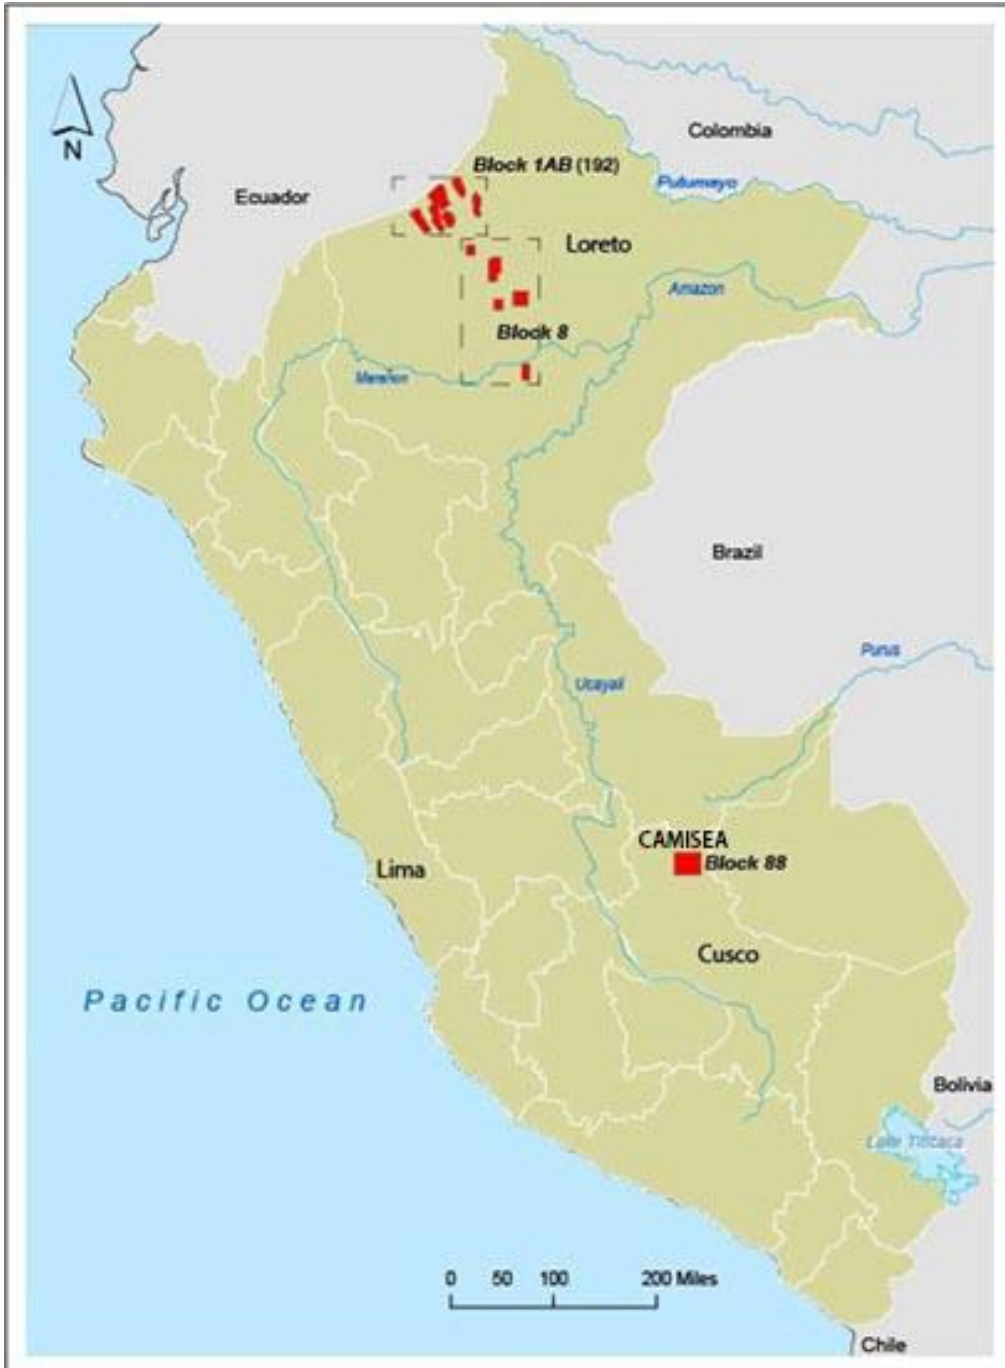 N
Colombia
Block 1AB (192)
Putumayo
Ecuador
Loreto
Amazon
Block 8
Marañon
Brazil
Purus
Ucayali
CAMISEA
Block 88
Lima
Cusco
Pacific Ocean
Bolivia
Lake Titicaca
0 50 100 200 Miles
Chile